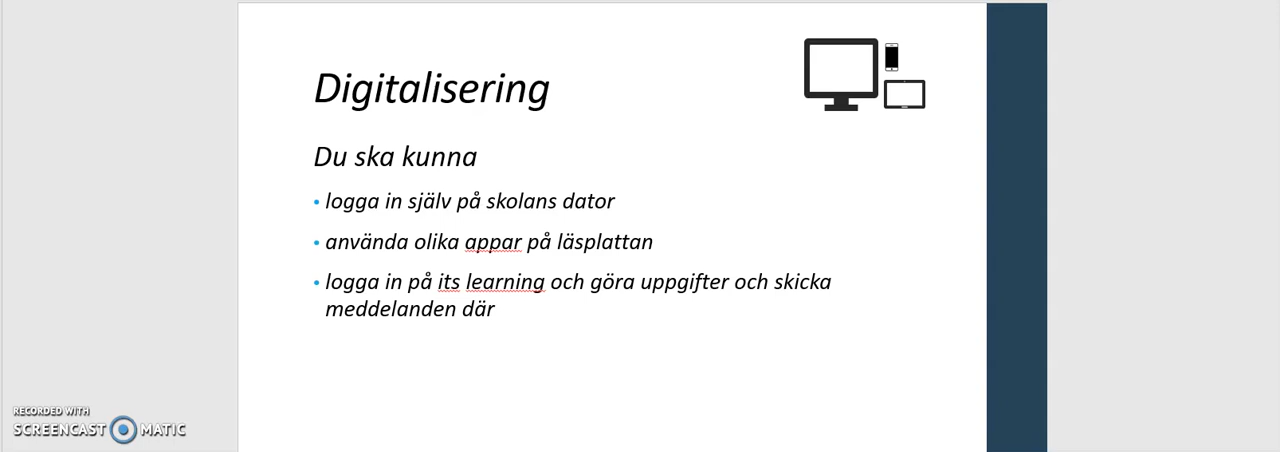 Digitalisering
Du ska kunna
• logga in själv på skolans dator
• använda olika appar på läsplattan
• logga in på its learning och göra uppgifter och skicka
meddelanden där
RECORDED WITH
SCREENCAST MATIC